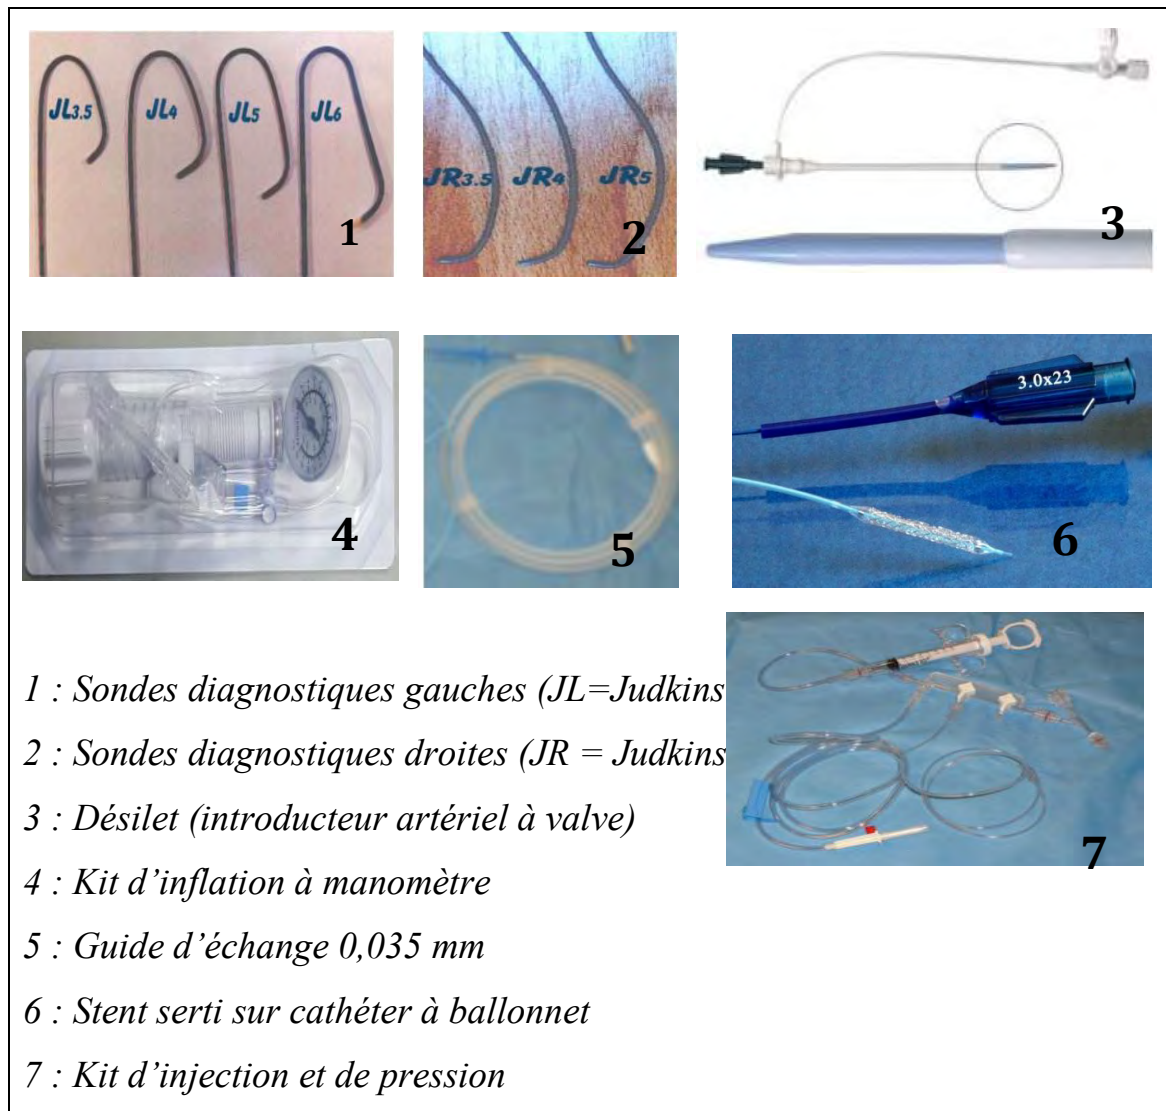 JL3.5 JL4 JL5 JL6
1
JR3.5 JR4 JR5
2
3
4
5
3.0x23
6
7
1 : Sondes diagnostiques gauches (JL=Judkins
2 : Sondes diagnostiques droites (JR = Judkins
3 : Désilet (introducteur artériel à valve)
4 : Kit d’inflation à manomètre
5 : Guide d’échange 0,035 mm
6 : Stent serti sur cathéter à ballonnet
7 : Kit d’injection et de pression